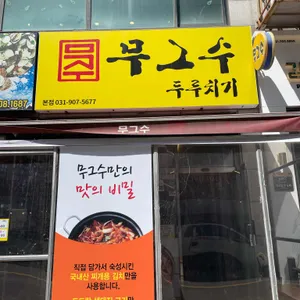 무그수
두루치기
본점 031-907-5677
08.1687
무그수
무그수만의
맛의 비밀
직접 담가서 숙성시킨
국내산 찌개용 김치만을
사용합니다.